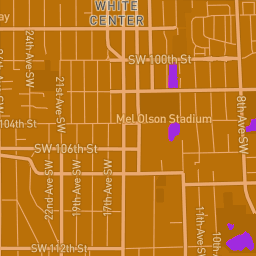 WHITE
CENTER
SW 100th St
24th Ave SW
21st Ave SW
8th Ave SW
104th St
Mel Olson Stadium
SW 106th St
22nd Ave SW
19th Ave SW
17th Ave SW
11th Ave SW
10th
SW 112th St